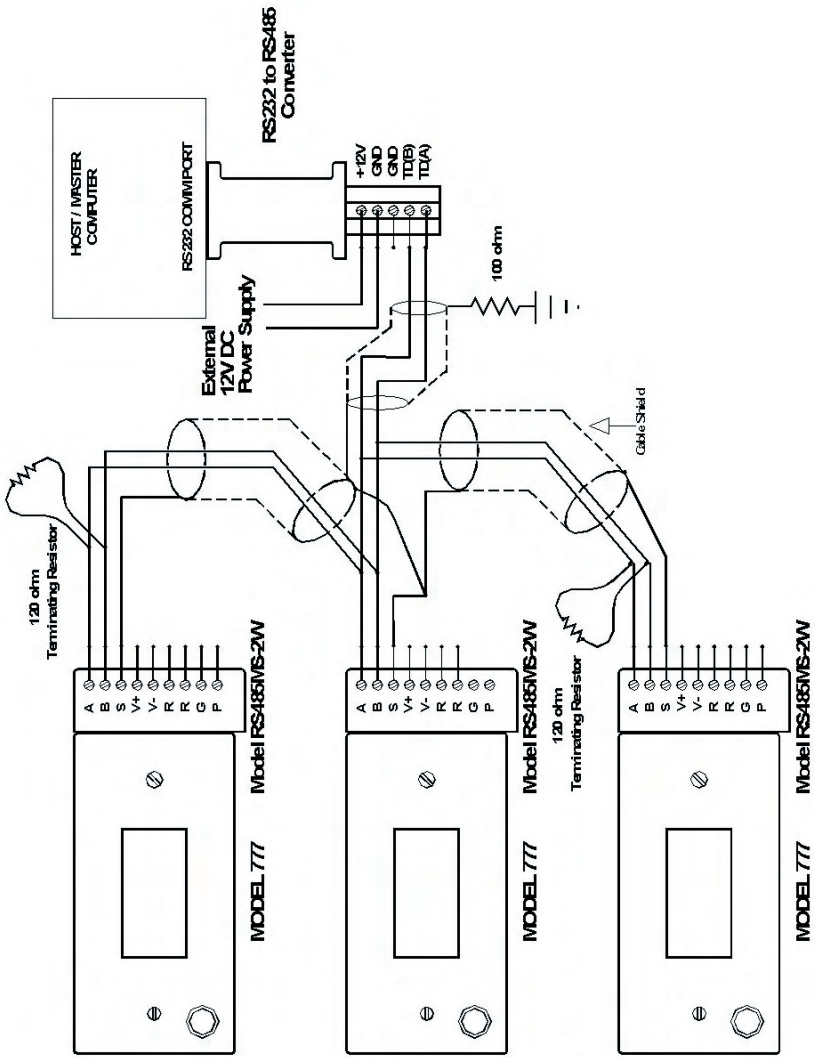 HOST / MASTER
COMPUTER
RS232 COMM PORT
RS232 to RS485
Converter
+12V
GND
GND
TD(B)
TD(A)
External
12V DC
Power Supply
100 ohm
Cable Shield
120 ohm
Terminating Resistor
A
B
S
V+
V-
R
R
G
P
Model RS485MS-2W
MODEL 777
A
B
S
V+
V-
R
R
G
P
Model RS485MS-2W
MODEL 777
120 ohm
Terminating Resistor
A
B
S
V+
V-
R
R
G
P
Model RS485MS-2W
MODEL 777